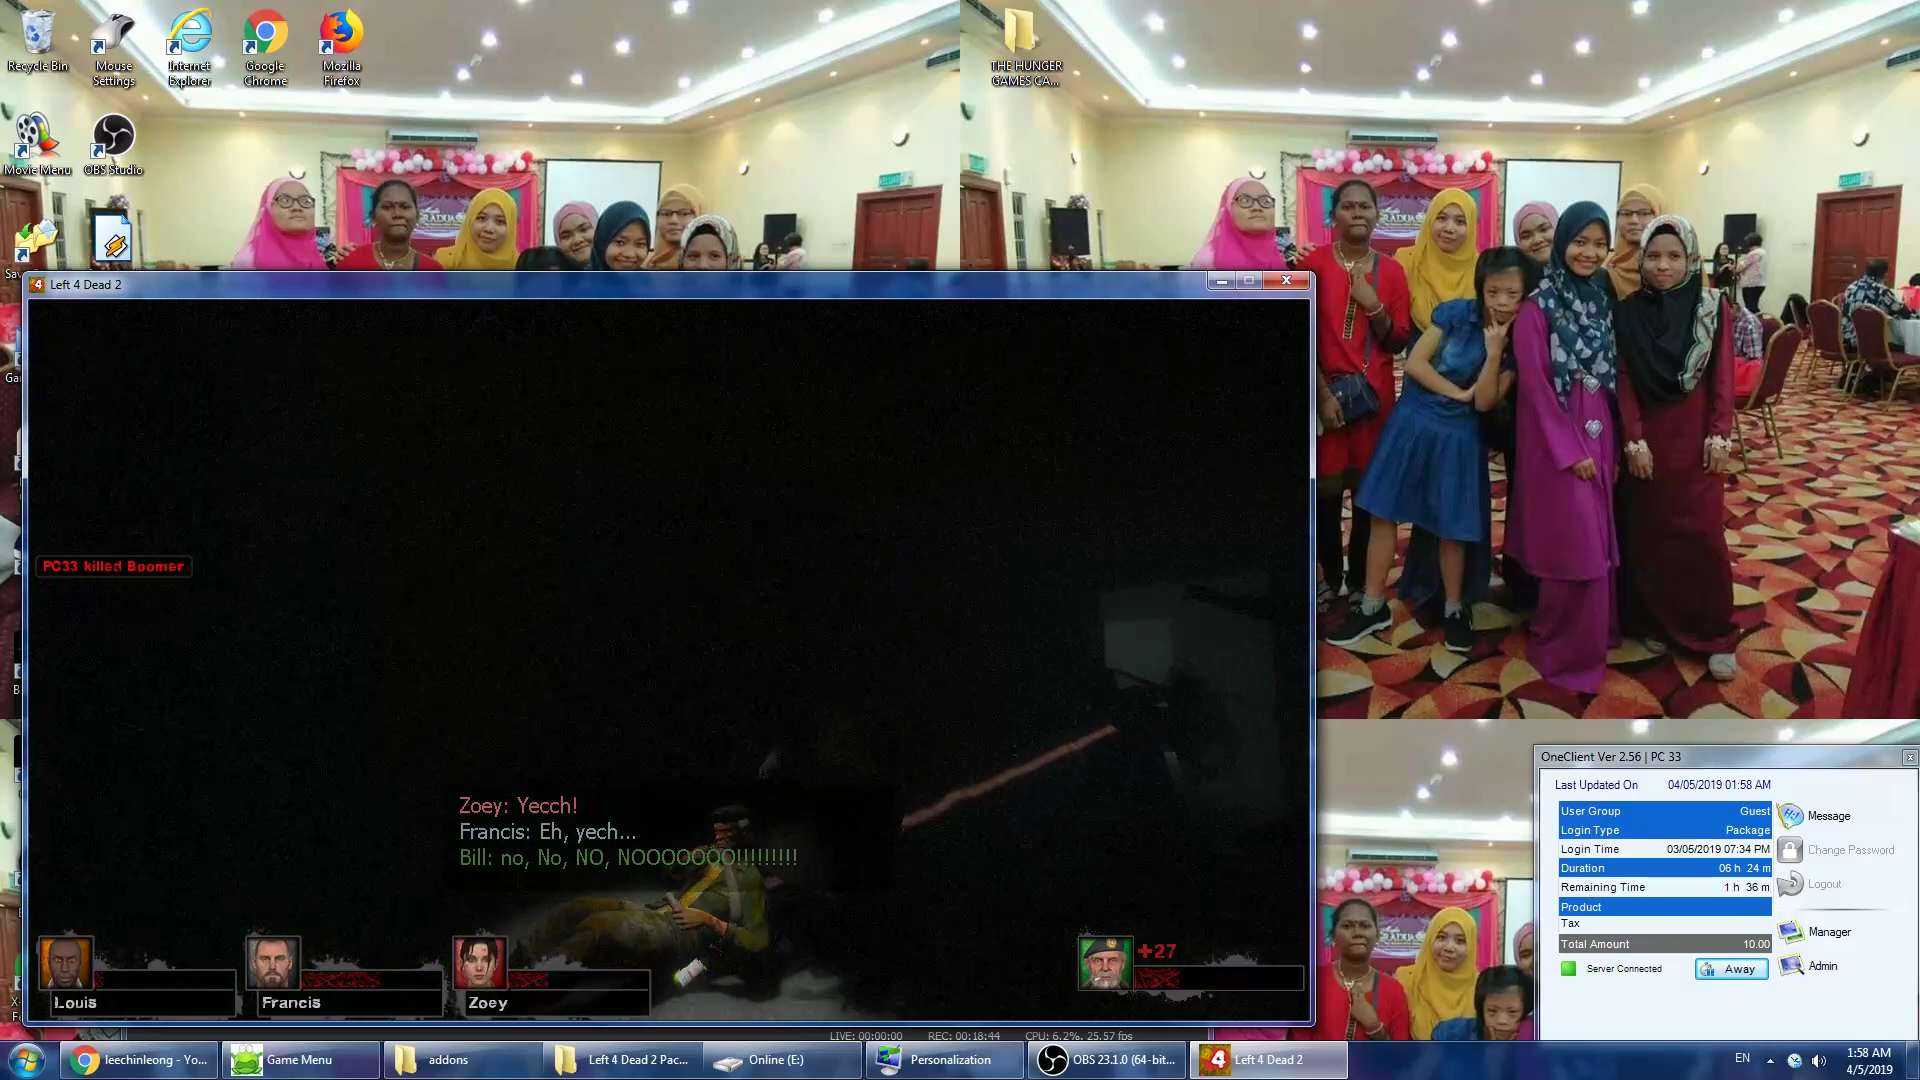 Recycle Bin
Mouse Settings
Internet Explorer
Google Chrome
Mozilla Firefox
THE HUNGER GAMES CA...
Movie Menu
OBS Studio
KELUAR
KELUAR
Left 4 Dead 2
PC33 killed Boomer
Zoey: Yecch!
Francis: Eh, yech...
Bill: no, No, NO, NOOOOOOO!!!!!!!!!
Louis
Francis
Zoey
+27
OneClient Ver 2.56 | PC 33
Last Updated On 04/05/2019 01:58 AM
User Group Guest
Login Type Package
Login Time 03/05/2019 07:34 PM
Duration 06 h 24 m
Remaining Time 1 h 36 m
Product
Tax
Total Amount 10.00
Server Connected
Away
Message
Change Password
Logout
Manager
Admin
LIVE: 00:00:00 REC: 00:18:44 CPU: 6.2%, 25.57 fps
leechinleong - Yo...
Game Menu
addons
Left 4 Dead 2 Pac...
Online (E:)
Personalization
OBS 23.1.0 (64-bit...
Left 4 Dead 2
EN
1:58 AM
4/5/2019